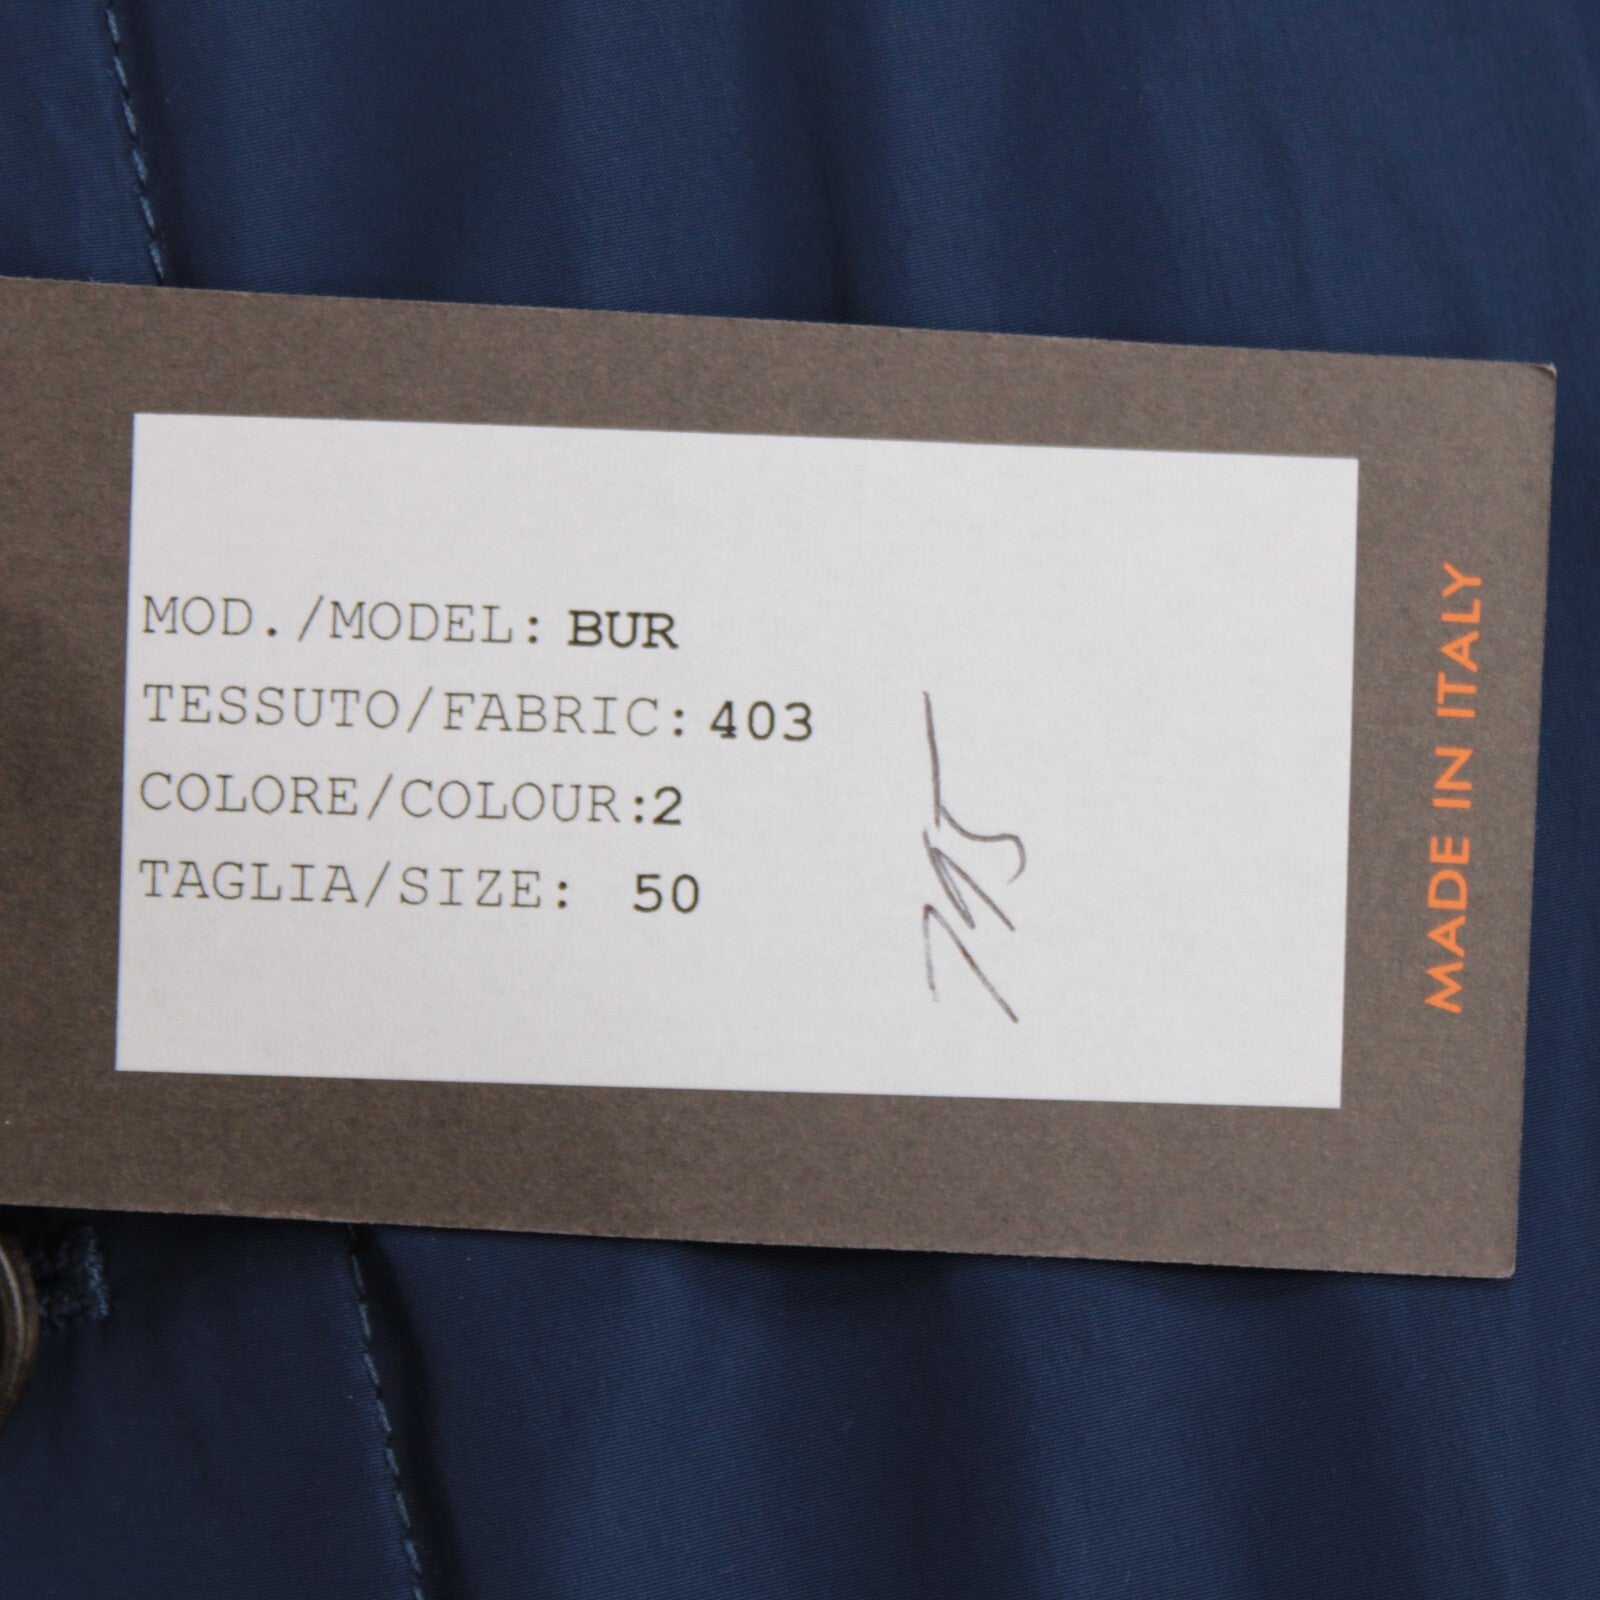 MOD./MODEL: BUR
TESSUTO/FABRIC: 403
COLORE/COLOUR:2
TAGLIA/SIZE: 50
MADE IN ITALY